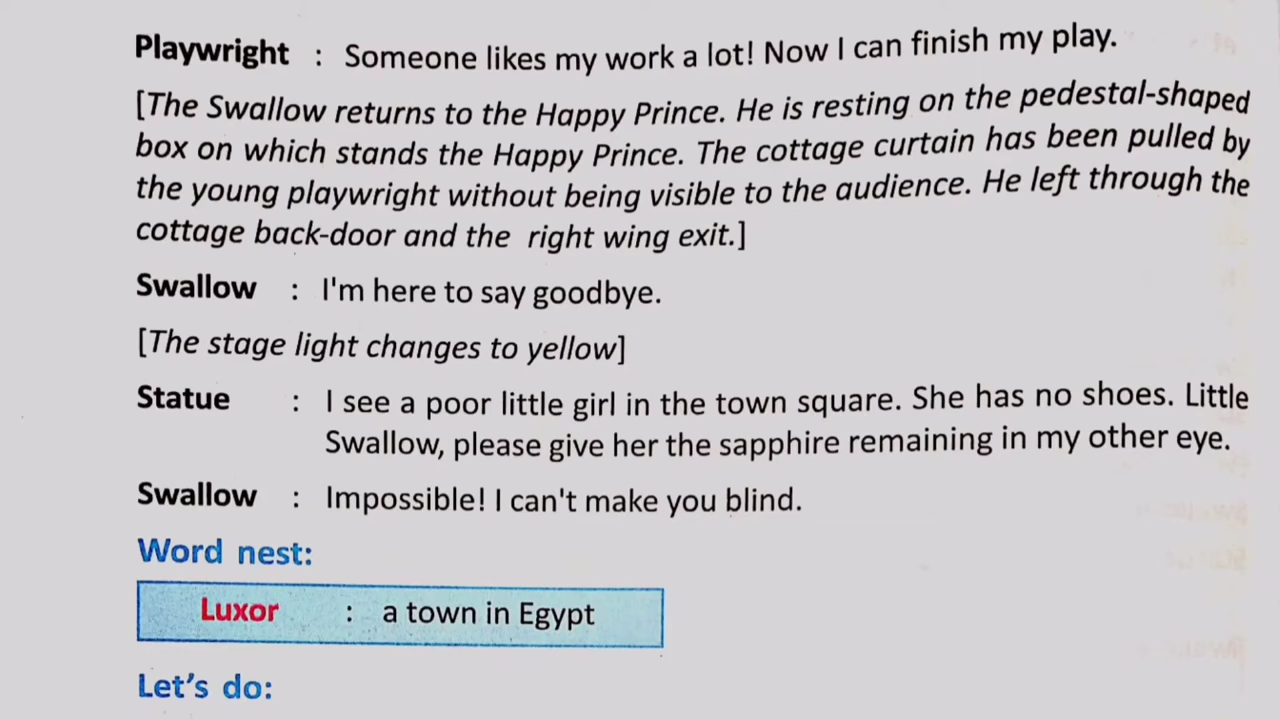 Playwright : Someone likes my work a lot! Now I can finish my play.
[The Swallow returns to the Happy Prince. He is resting on the pedestal-shaped
box on which stands the Happy Prince. The cottage curtain has been pulled by
the young playwright without being visible to the audience. He left through the
cottage back-door and the right wing exit.]
Swallow : I'm here to say goodbye.
[The stage light changes to yellow]
Statue : I see a poor little girl in the town square. She has no shoes. Little
Swallow, please give her the sapphire remaining in my other eye.
Swallow : Impossible! I can't make you blind.
Word nest:
Luxor : a town in Egypt
Let's do: